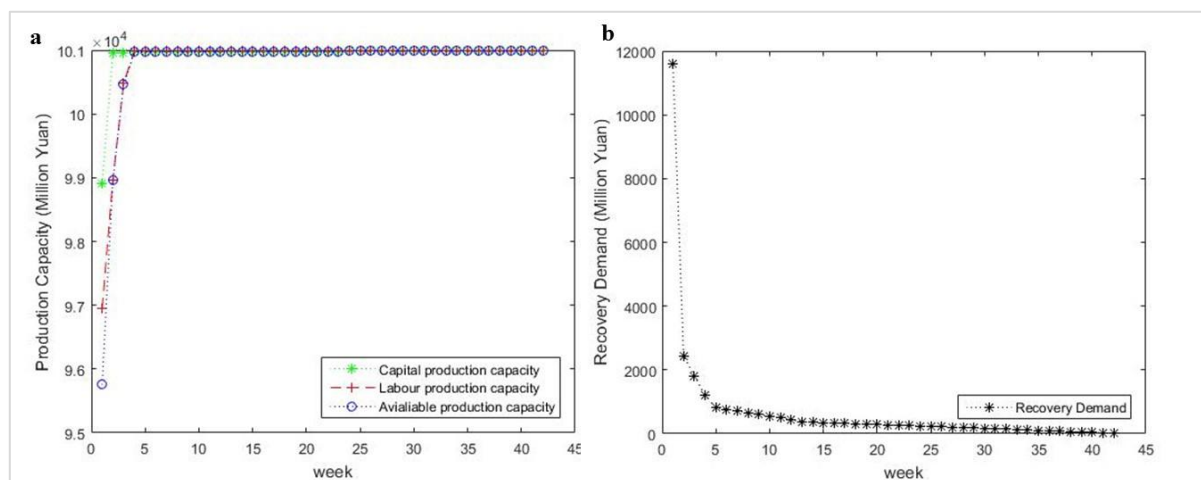 a
× 10⁴
10.1
10
9.9
9.8
9.7
9.6
9.5
Production Capacity (Million Yuan)
Capital production capacity
Labour production capacity
Avialiable production capacity
0 5 10 15 20 25 30 35 40 45
week
b
12000
10000
8000
6000
4000
2000
0
Recovery Demand (Million Yuan)
Recovery Demand
0 5 10 15 20 25 30 35 40 45
week